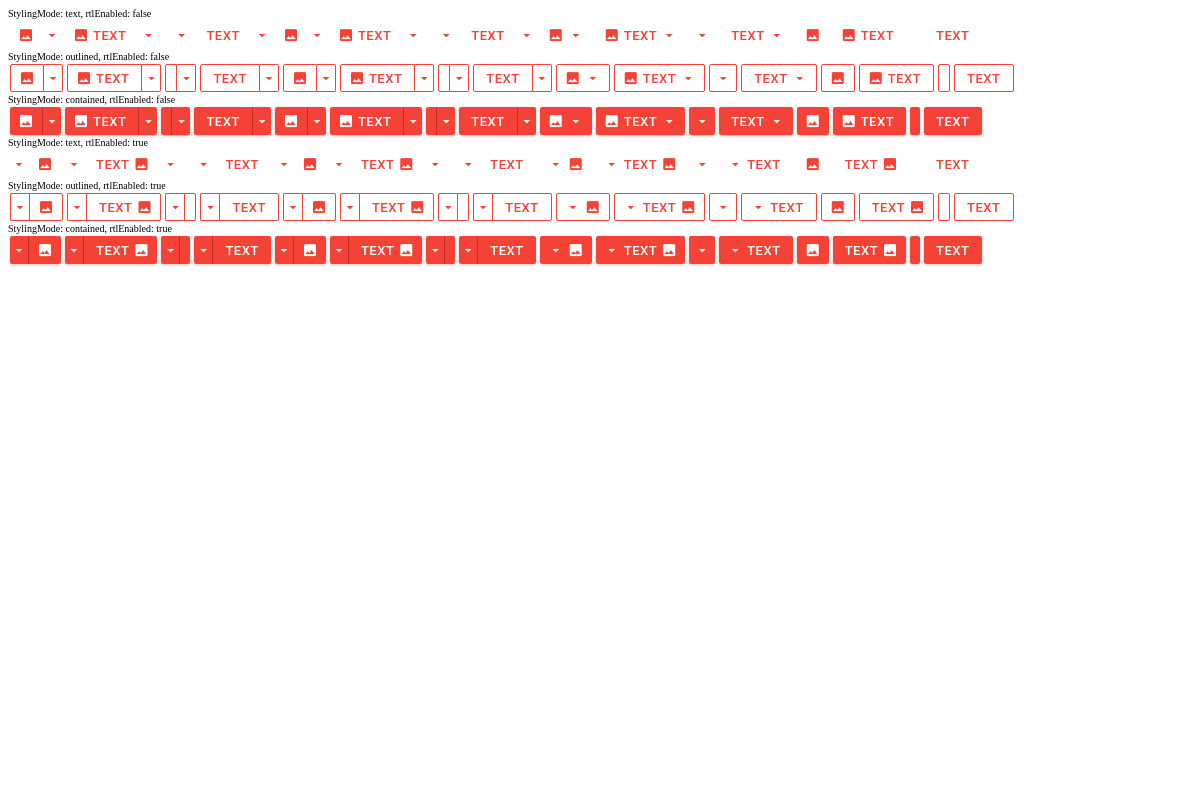 StylingMode: text, rtlEnabled: false
TEXT TEXT TEXT TEXT TEXT TEXT TEXT TEXT
StylingMode: outlined, rtlEnabled: false
TEXT TEXT TEXT TEXT TEXT TEXT TEXT TEXT
StylingMode: contained, rtlEnabled: false
TEXT TEXT TEXT TEXT TEXT TEXT TEXT TEXT
StylingMode: text, rtlEnabled: true
TEXT TEXT TEXT TEXT TEXT TEXT TEXT TEXT
StylingMode: outlined, rtlEnabled: true
TEXT TEXT TEXT TEXT TEXT TEXT TEXT TEXT
StylingMode: contained, rtlEnabled: true
TEXT TEXT TEXT TEXT TEXT TEXT TEXT TEXT